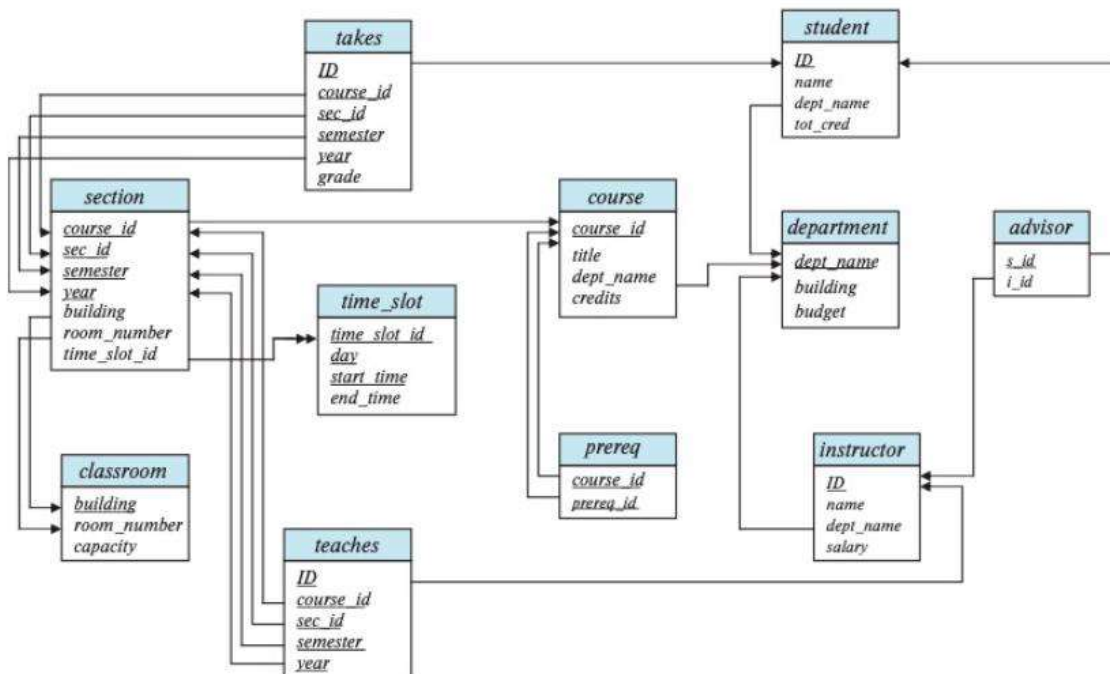 takes
ID
course_id
sec_id
semester
year
grade
student
ID
name
dept_name
tot_cred
section
course_id
sec_id
semester
year
building
room_number
time_slot_id
course
course_id
title
dept_name
credits
department
dept_name
building
budget
advisor
s_id
i_id
time_slot
time_slot_id
day
start_time
end_time
classroom
building
room_number
capacity
prereq
course_id
prereq_id
instructor
ID
name
dept_name
salary
teaches
ID
course_id
sec_id
semester
year